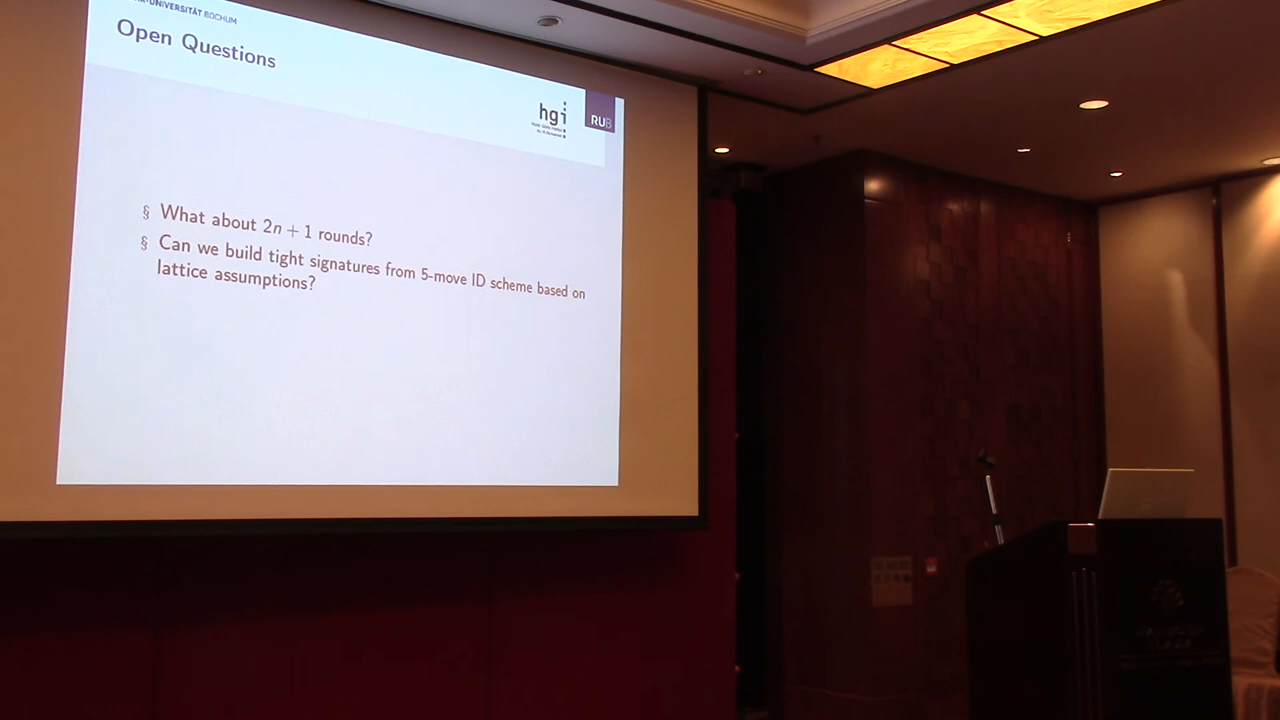 UNIVERSITÄT BOCHUM
Open Questions
hgi
RUB
§ What about 2n + 1 rounds?
§ Can we build tight signatures from 5-move ID scheme based on
lattice assumptions?